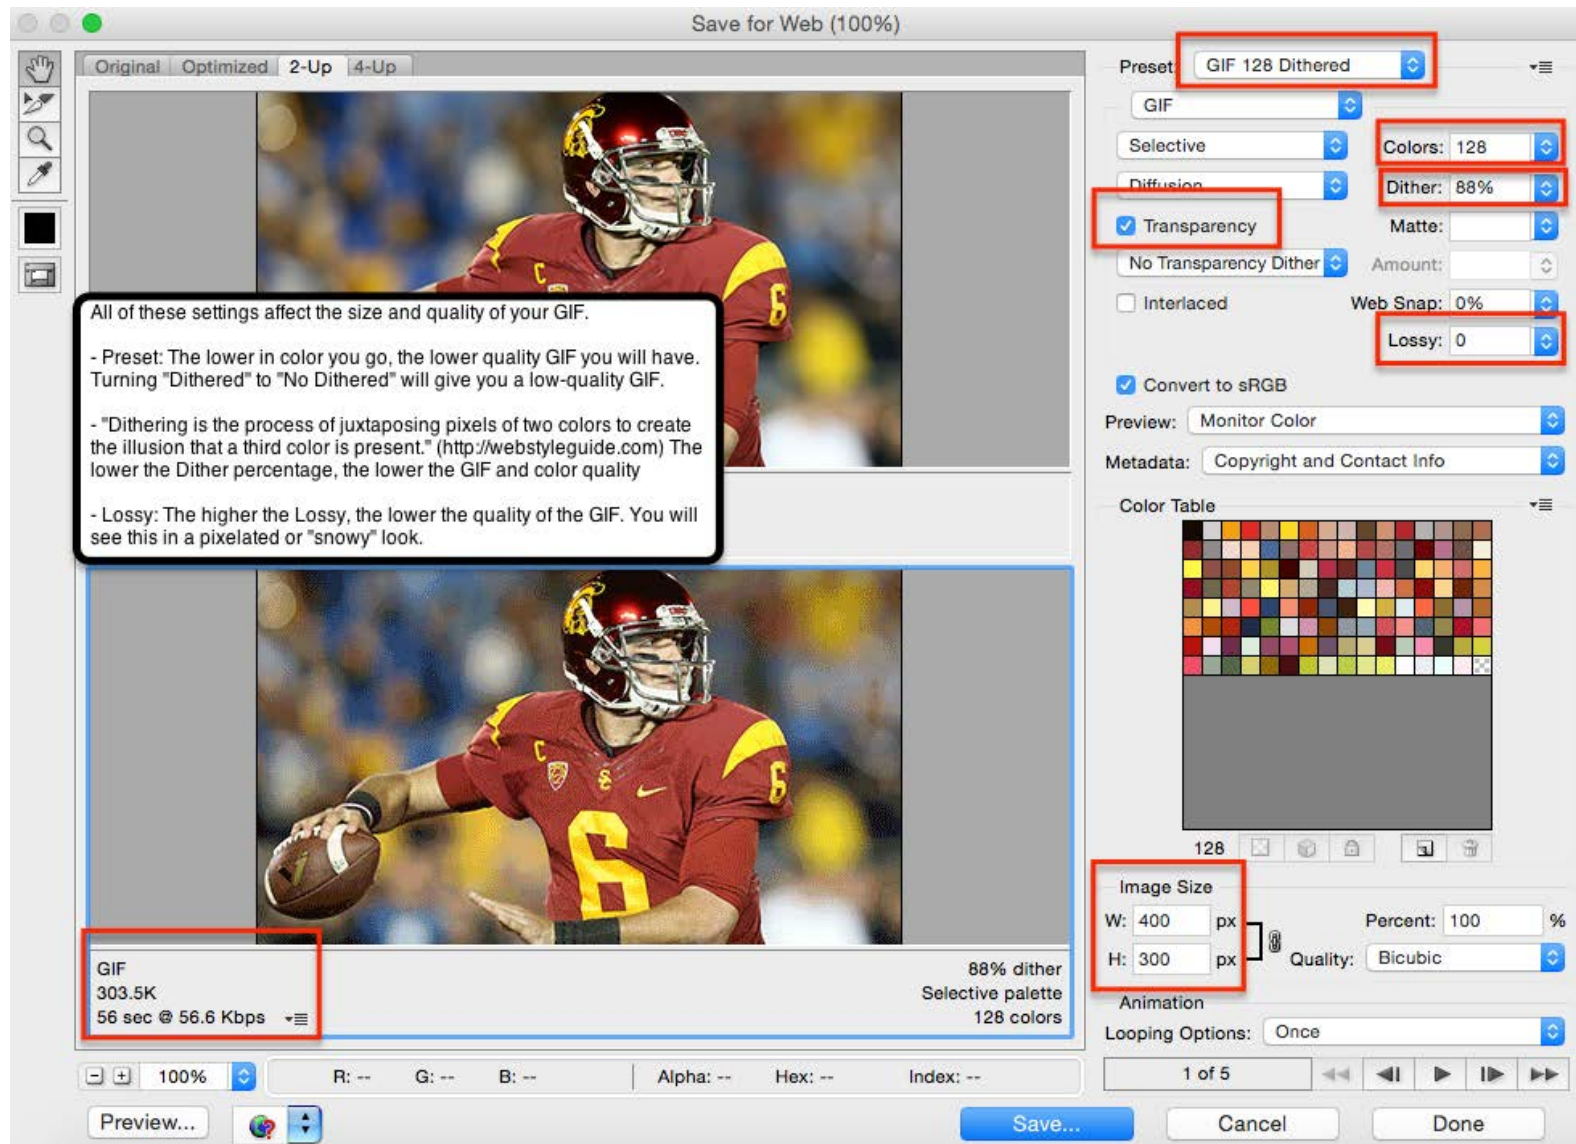 Save for Web (100%)
Original Optimized 2-Up 4-Up
Preset: GIF 128 Dithered
GIF
Selective Colors: 128
Diffusion Dither: 88%
Transparency Matte:
No Transparency Dither Amount:
Interlaced Web Snap: 0%
Lossy: 0
Convert to sRGB
Preview: Monitor Color
Metadata: Copyright and Contact Info
Color Table
128
Image Size
W: 400 px Percent: 100 %
H: 300 px Quality: Bicubic
Animation
Looping Options: Once
1 of 5
C
6
All of these settings affect the size and quality of your GIF.
- Preset: The lower in color you go, the lower quality GIF you will have.
Turning "Dithered" to "No Dithered" will give you a low-quality GIF.
- "Dithering is the process of juxtaposing pixels of two colors to create
the illusion that a third color is present." (http://webstyleguide.com) The
lower the Dither percentage, the lower the GIF and color quality
- Lossy: The higher the Lossy, the lower the quality of the GIF. You will
see this in a pixelated or "snowy" look.
6
C
SC
6
6
GIF 88% dither
303.5K Selective palette
56 sec @ 56.6 Kbps 128 colors
100% R: -- G: -- B: -- Alpha: -- Hex: -- Index: --
Preview... Save... Cancel Done